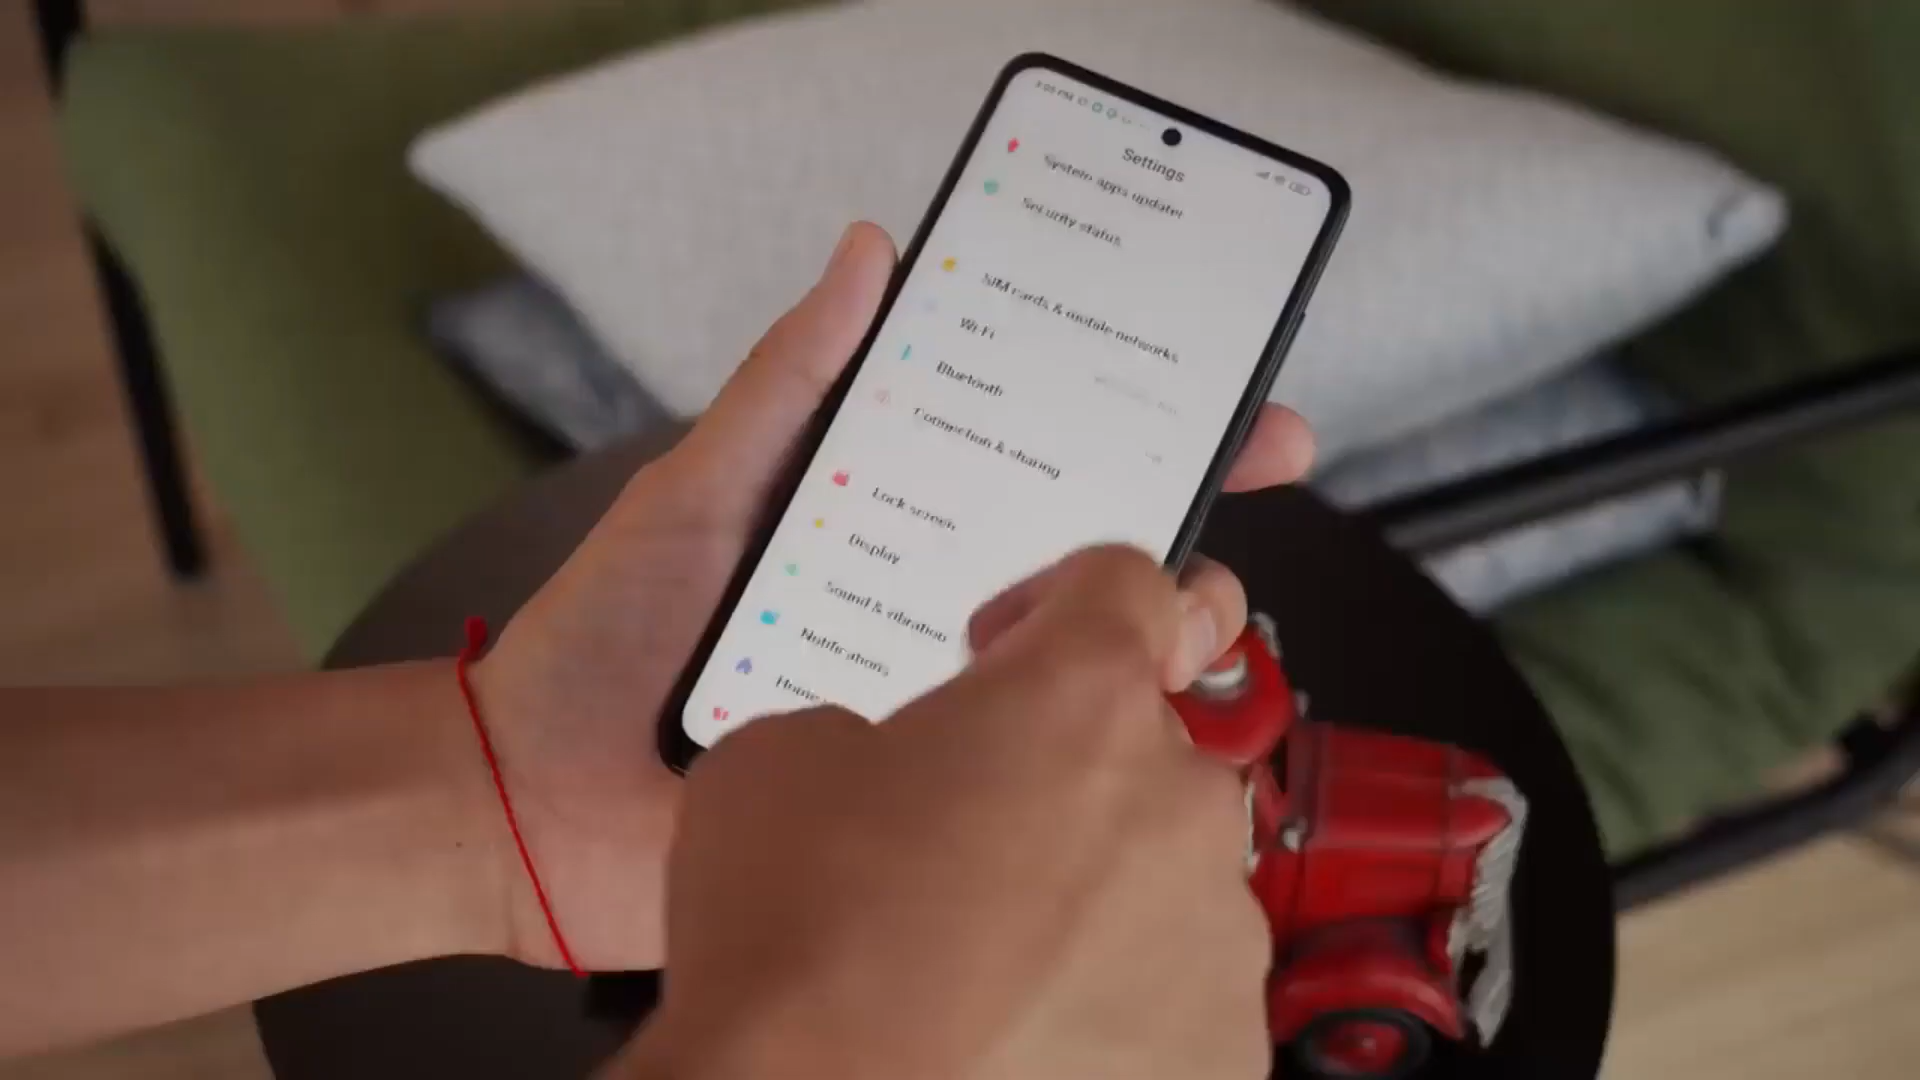 Settings
System apps updater
Security status
SIM cards & mobile networks
Wi-Fi
Bluetooth
Connection & sharing
Lock screen
Display
Sound & vibration
Notifications
Home